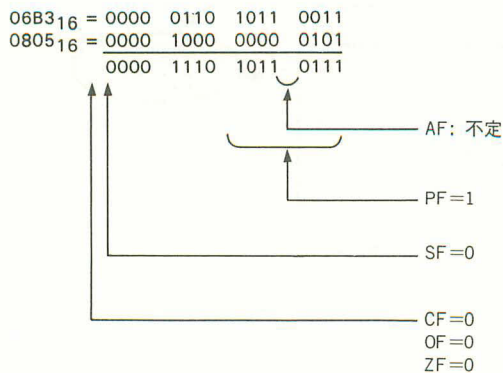 06B3₁₆ = 0000 0110 1011 0011
0805₁₆ = 0000 1000 0000 0101
0000 1110 1011 0111
AF: 不定
PF=1
SF=0
CF=0
OF=0
ZF=0